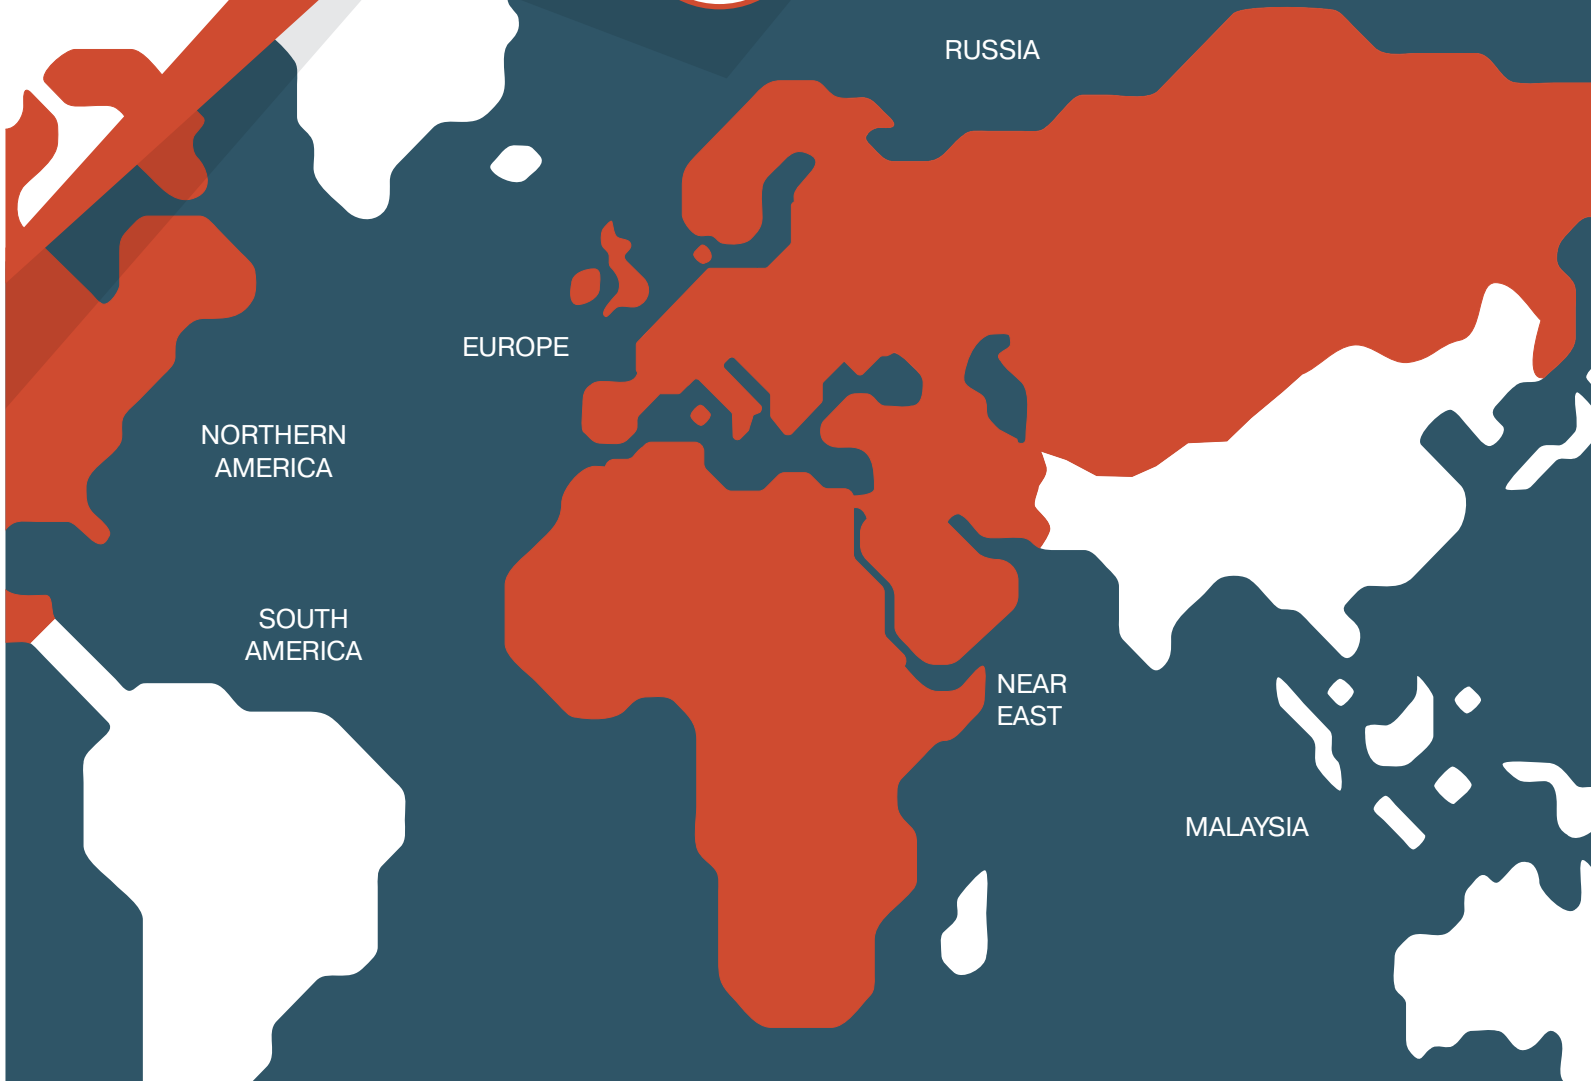 RUSSIA
EUROPE
NORTHERN
AMERICA
SOUTH
AMERICA
NEAR
EAST
MALAYSIA